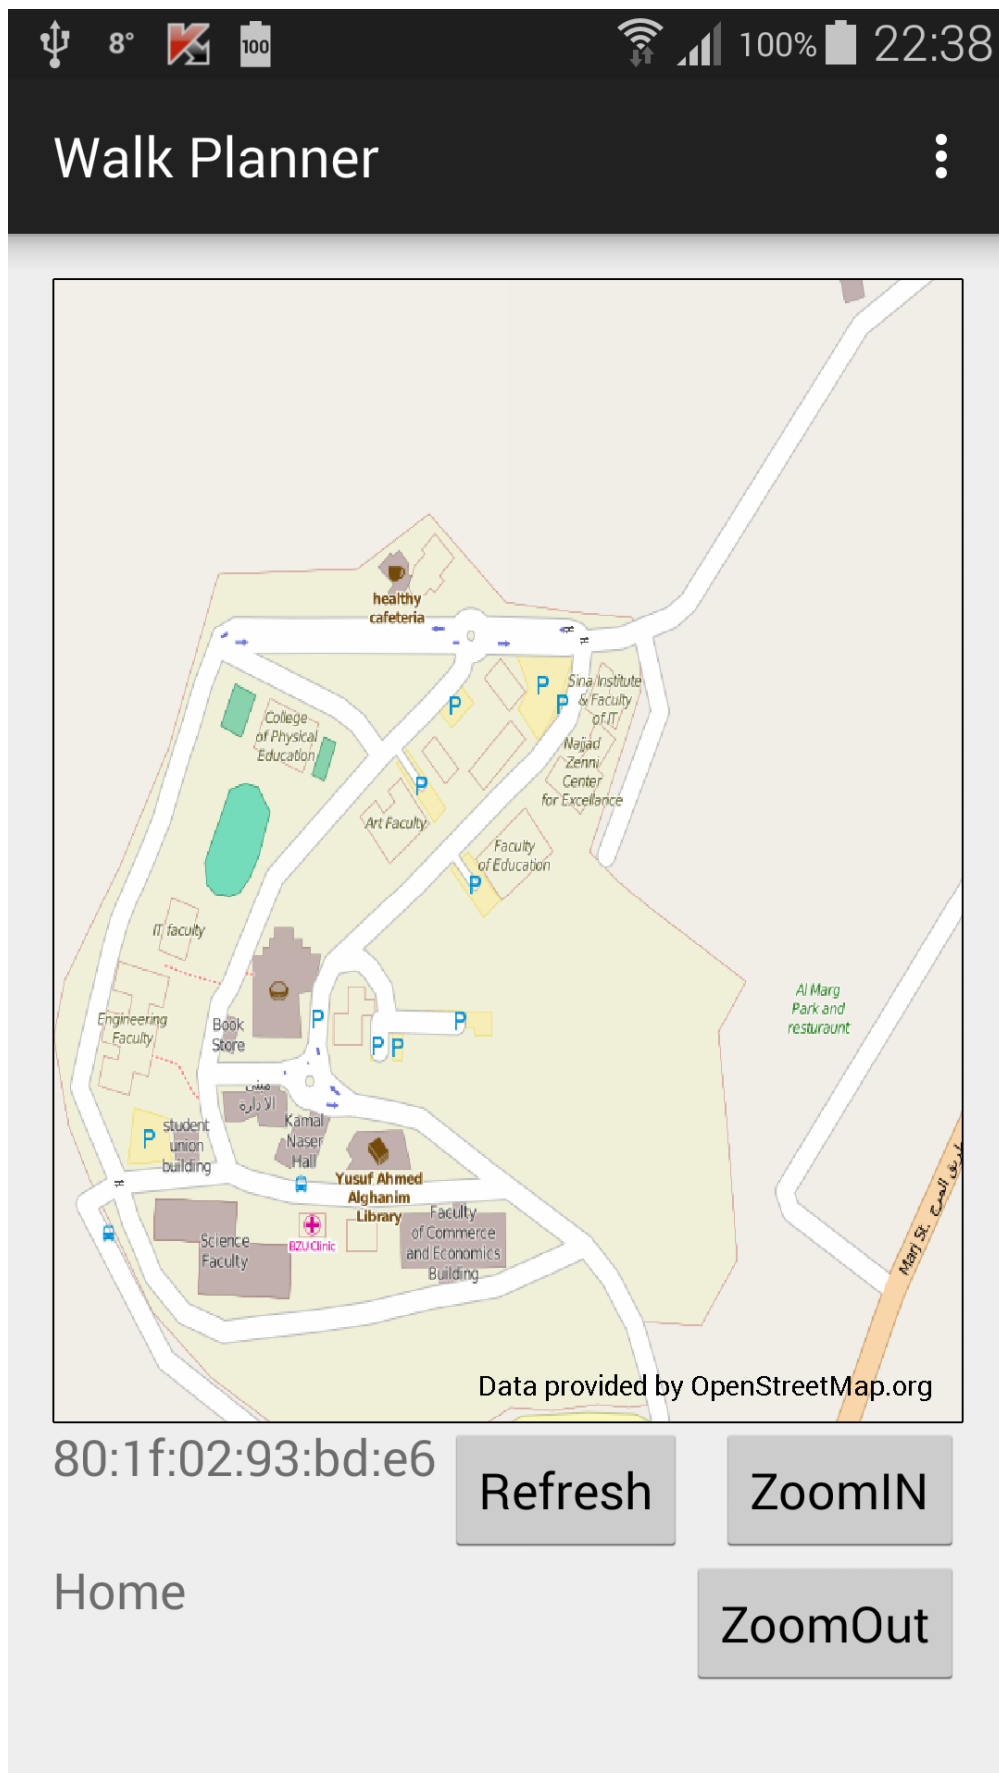 8°
100
100%
22:38
Walk Planner
healthy
cafeteria
P
P
P
Sina Institute
& Faculty
of IT
College
of Physical
Education
Najjad
Zenni
Center
for Excellance
P
Art Faculty
Faculty
of Education
P
IT faculty
Al Marg
Park and
resturaunt
Engineering
Faculty
Book
Store
P
P
P
P
مبنى
الادارة
Kamal
Naser
Hall
P
student
union
building
Yusuf Ahmed
Alghanim
Library
Science
Faculty
BZU Clinic
Faculty
of Commerce
and Economics
Building
Marj St.
طريق المرج
Data provided by OpenStreetMap.org
80:1f:02:93:bd:e6
Refresh
ZoomIN
Home
ZoomOut